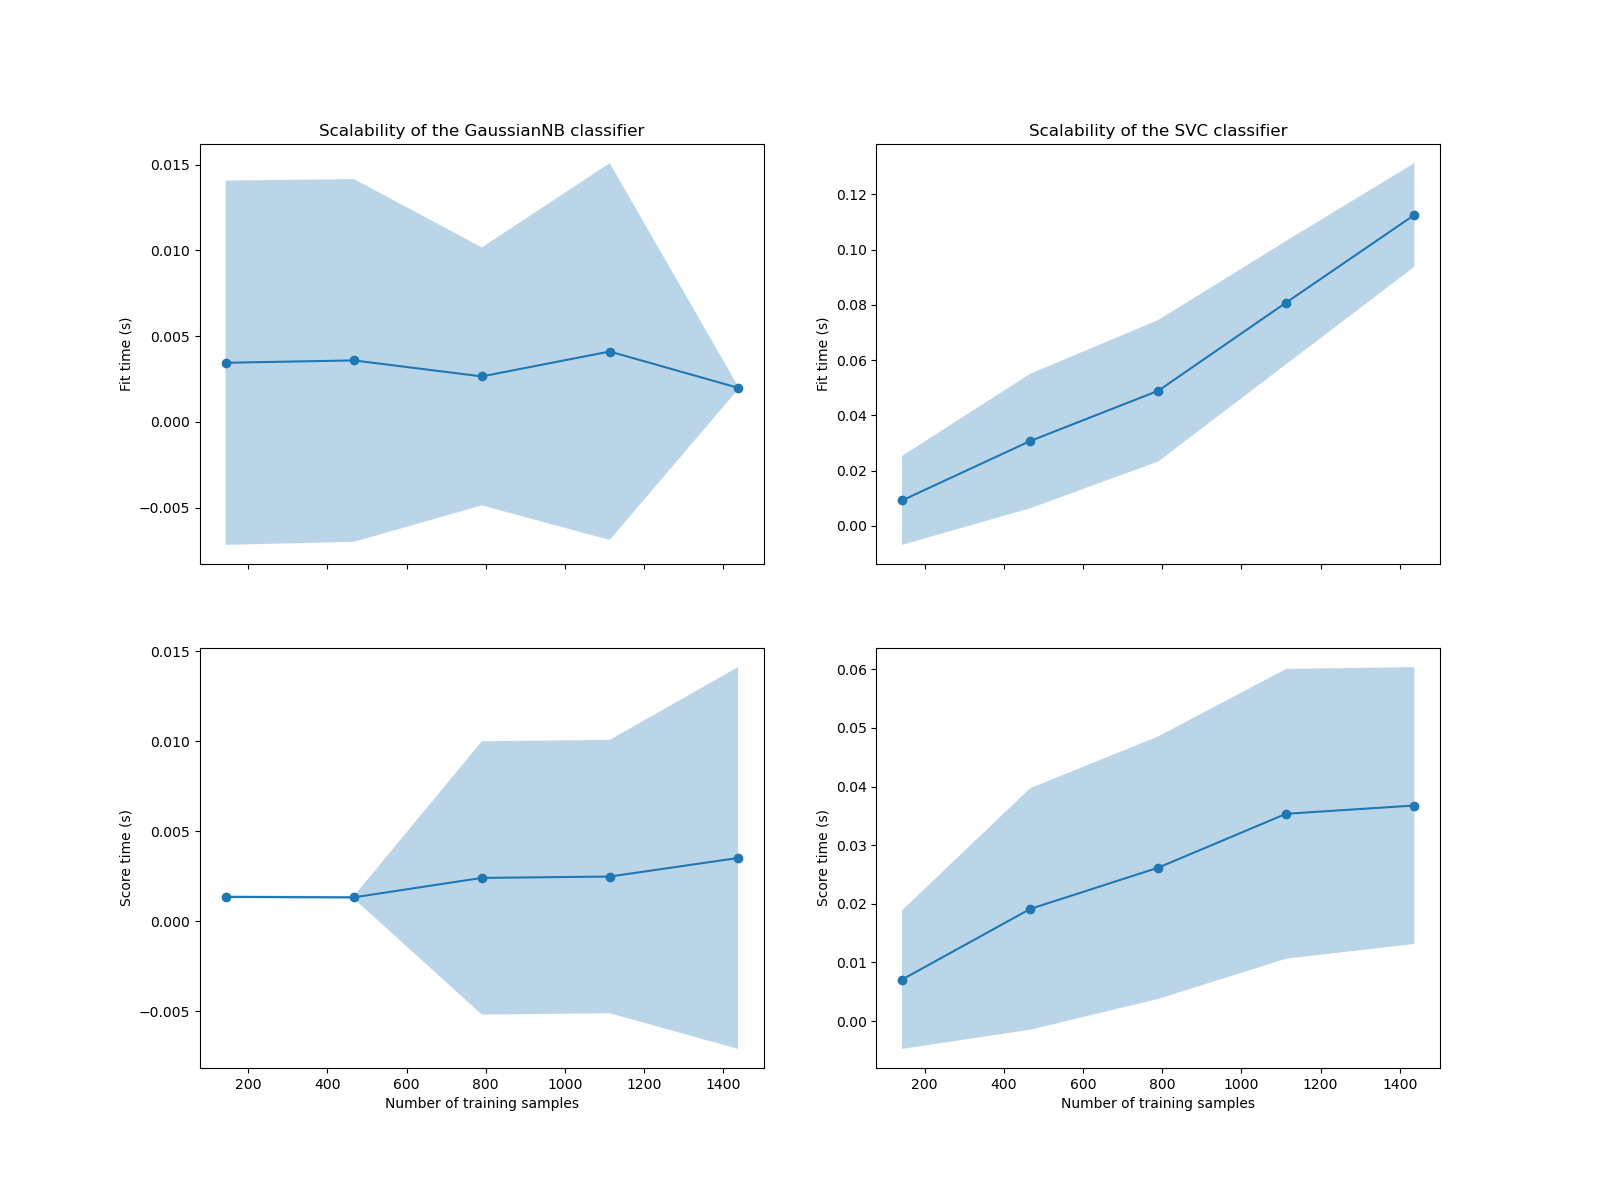 Scalability of the GaussianNB classifier
0.015
0.010
0.005
0.000
−0.005
Fit time (s)
Scalability of the SVC classifier
0.12
0.10
0.08
0.06
0.04
0.02
0.00
Fit time (s)
0.015
0.010
0.005
0.000
−0.005
Score time (s)
200 400 600 800 1000 1200 1400
Number of training samples
0.06
0.05
0.04
0.03
0.02
0.01
0.00
Score time (s)
200 400 600 800 1000 1200 1400
Number of training samples